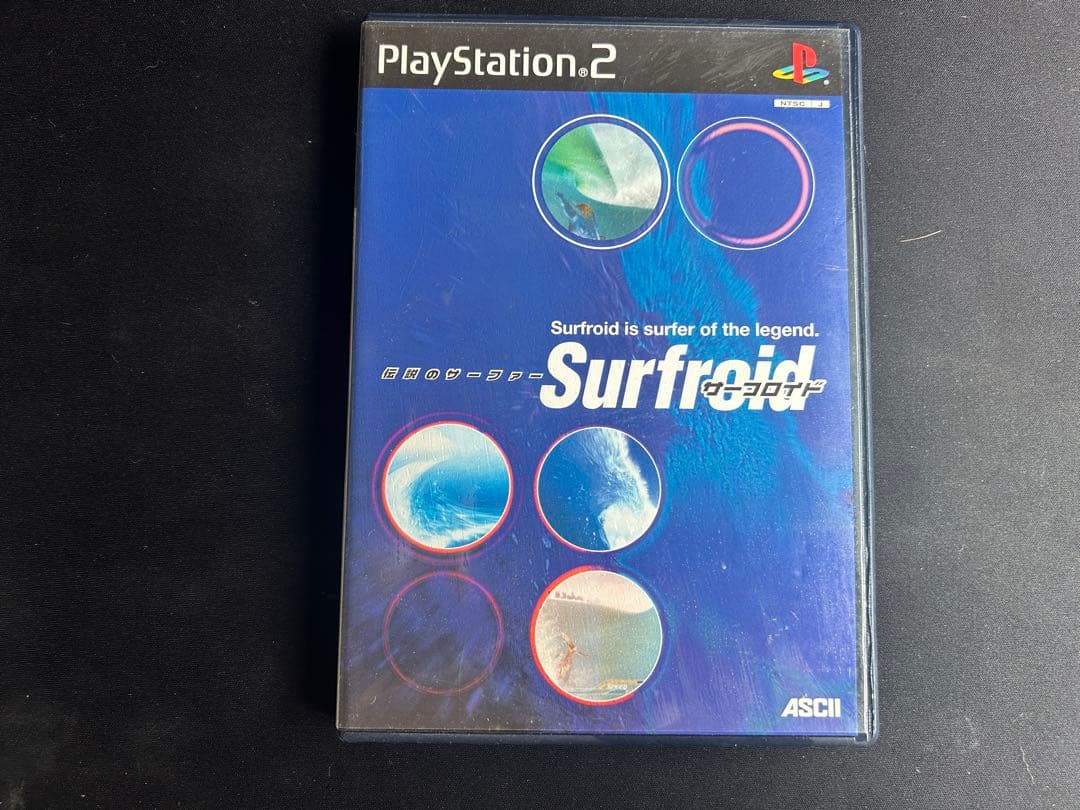 PlayStation®2
NTSC J
Surfroid is surfer of the legend.
伝説のサーファー
Surfroid
サーフロイド
ASCII